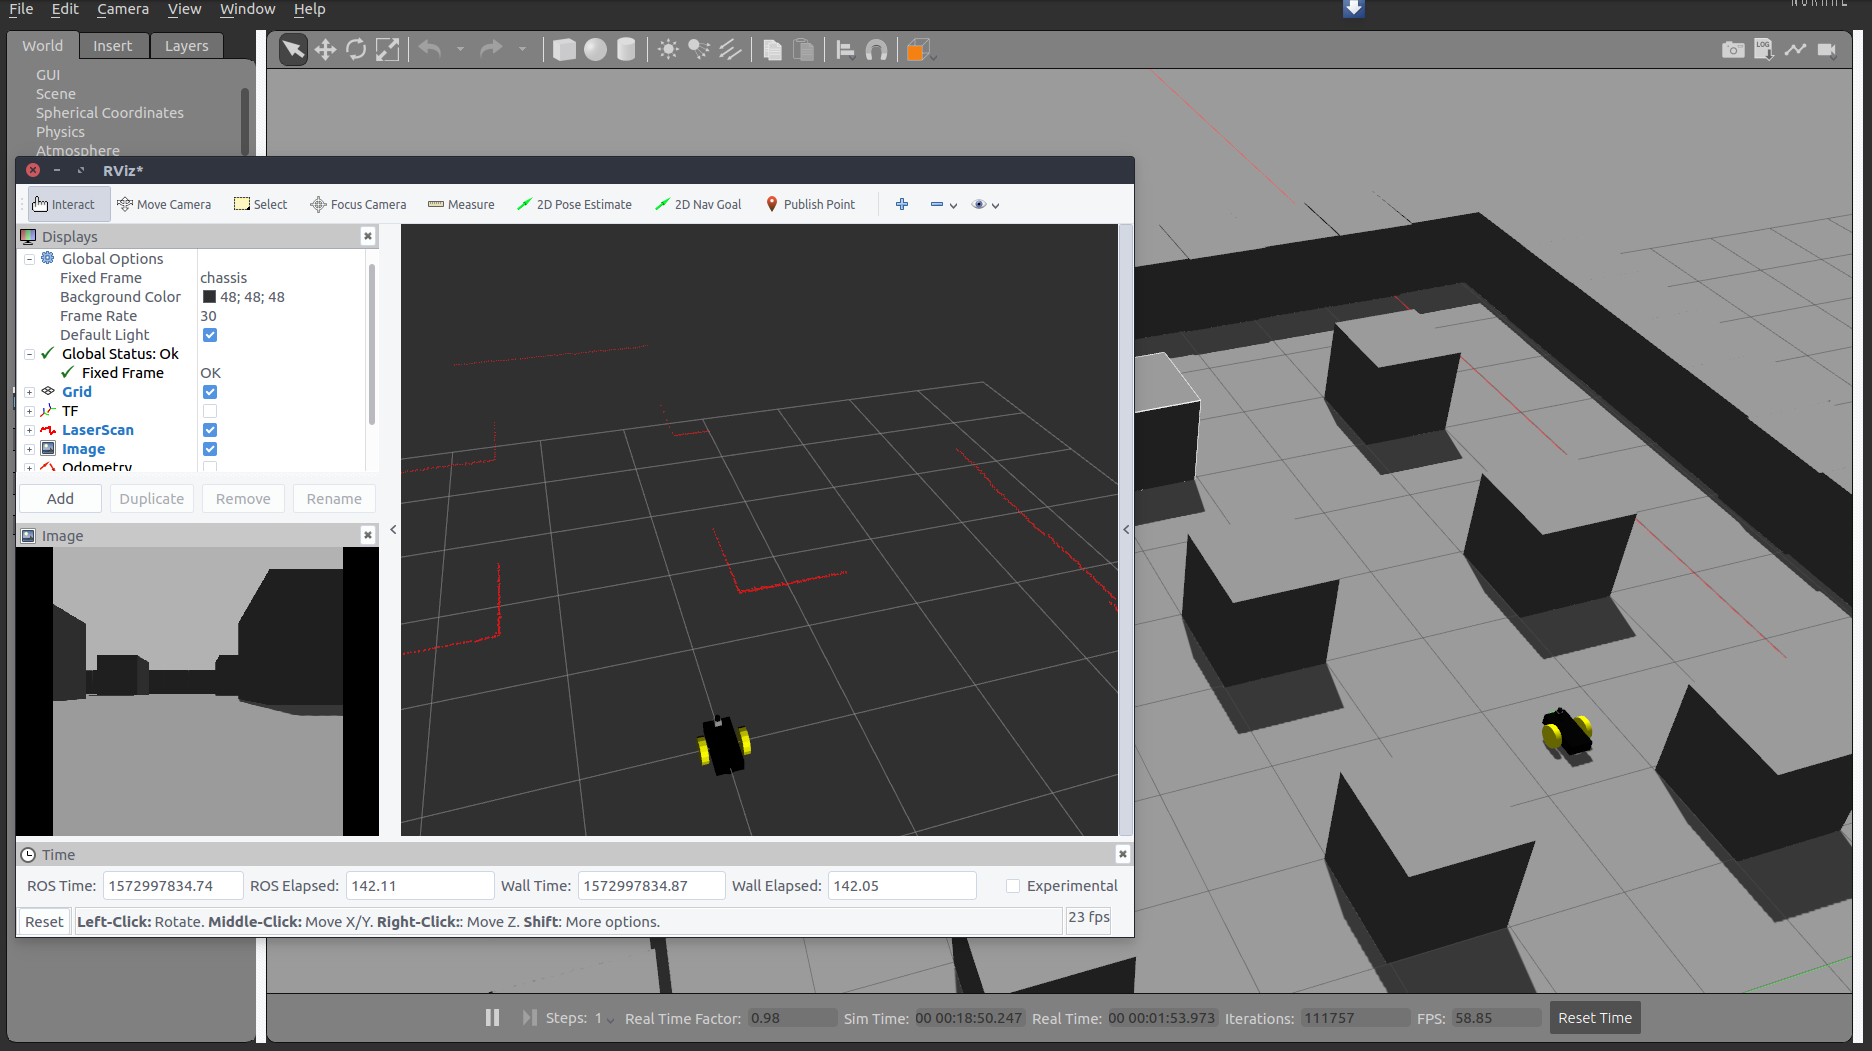 File Edit Camera View Window Help
World Insert Layers
LOG
GUI
Scene
Spherical Coordinates
Physics
Atmosphere
RViz*
Interact Move Camera Select Focus Camera Measure 2D Pose Estimate 2D Nav Goal Publish Point
Displays
Global Options
Fixed Frame chassis
Background Color 48; 48; 48
Frame Rate 30
Default Light
Global Status: Ok
Fixed Frame OK
Grid
TF
LaserScan
Image
Odometry
Add Duplicate Remove Rename
Image
Time
ROS Time: 1572997834.74 ROS Elapsed: 142.11 Wall Time: 1572997834.87 Wall Elapsed: 142.05 Experimental
Reset Left-Click: Rotate. Middle-Click: Move X/Y. Right-Click:: Move Z. Shift: More options. 23 fps
Steps: 1 Real Time Factor: 0.98 Sim Time: 00 00:18:50.247 Real Time: 00 00:01:53.973 Iterations: 111757 FPS: 58.85 Reset Time